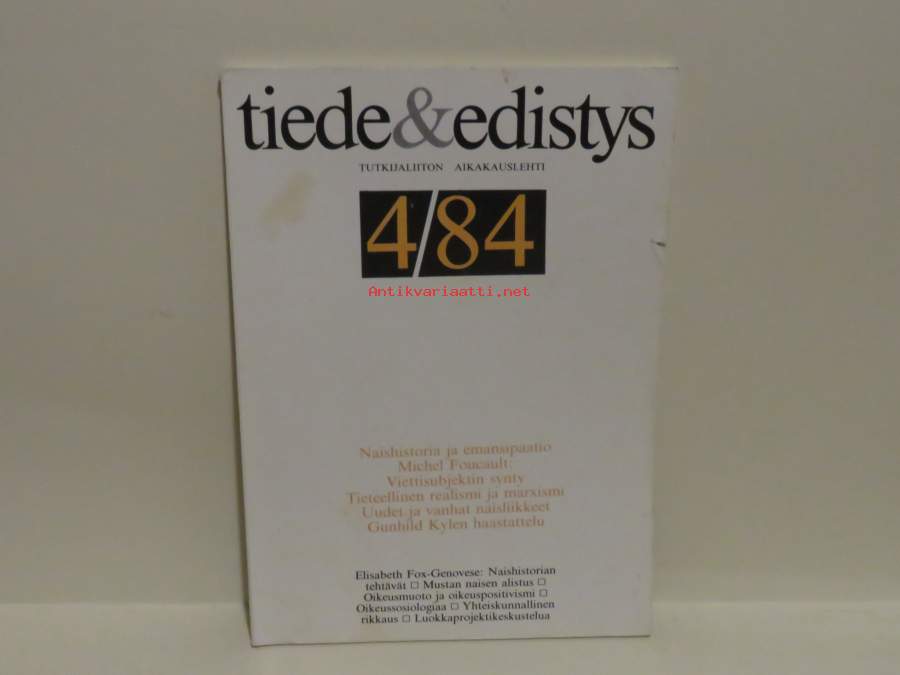 tiede&edistys
TUTKIJALIITON AIKAKAUSLEHTI
4/84
Antikvariaatti.net
Naishistoria ja emansipaatio
Michel Foucault:
Viettisubjektin synty
Tieteellinen realismi ja marxismi
Uudet ja vanhat naisliikkeet
Gunhild Kylen haastattelu
Elisabeth Fox-Genovese: Naishistorian
tehtävät □ Mustan naisen alistus □
Oikeusmuoto ja oikeuspositivismi □
Oikeussosiologiaa □ Yhteiskunnallinen
rikkaus □ Luokkaprojektikeskustelua